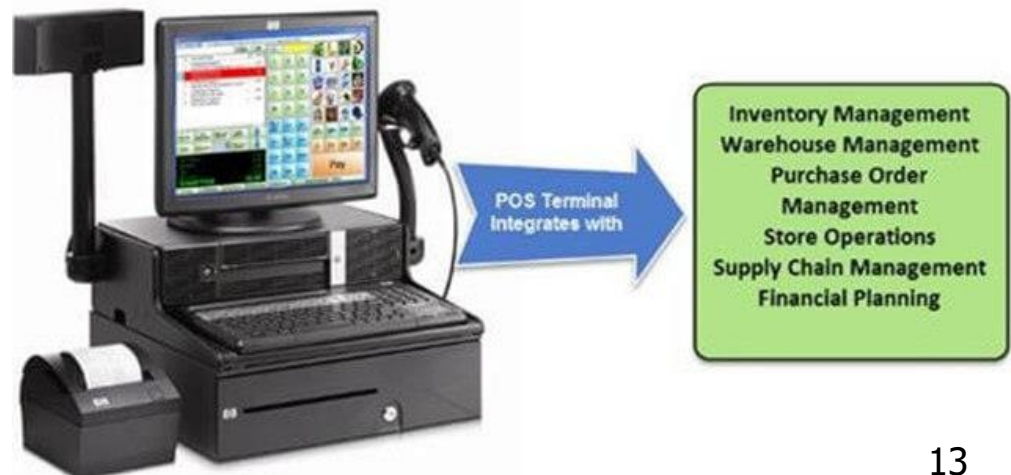 Pay
POS Terminal
Integrates with
Inventory Management
Warehouse Management
Purchase Order
Management
Store Operations
Supply Chain Management
Financial Planning
13